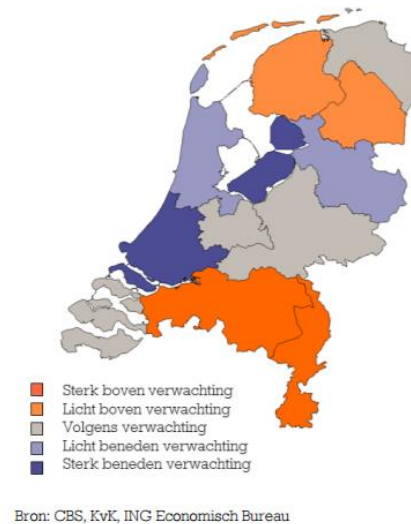 Sterk boven verwachting
Licht boven verwachting
Volgens verwachting
Licht beneden verwachting
Sterk beneden verwachting
Bron: CBS, KvK, ING Economisch Bureau